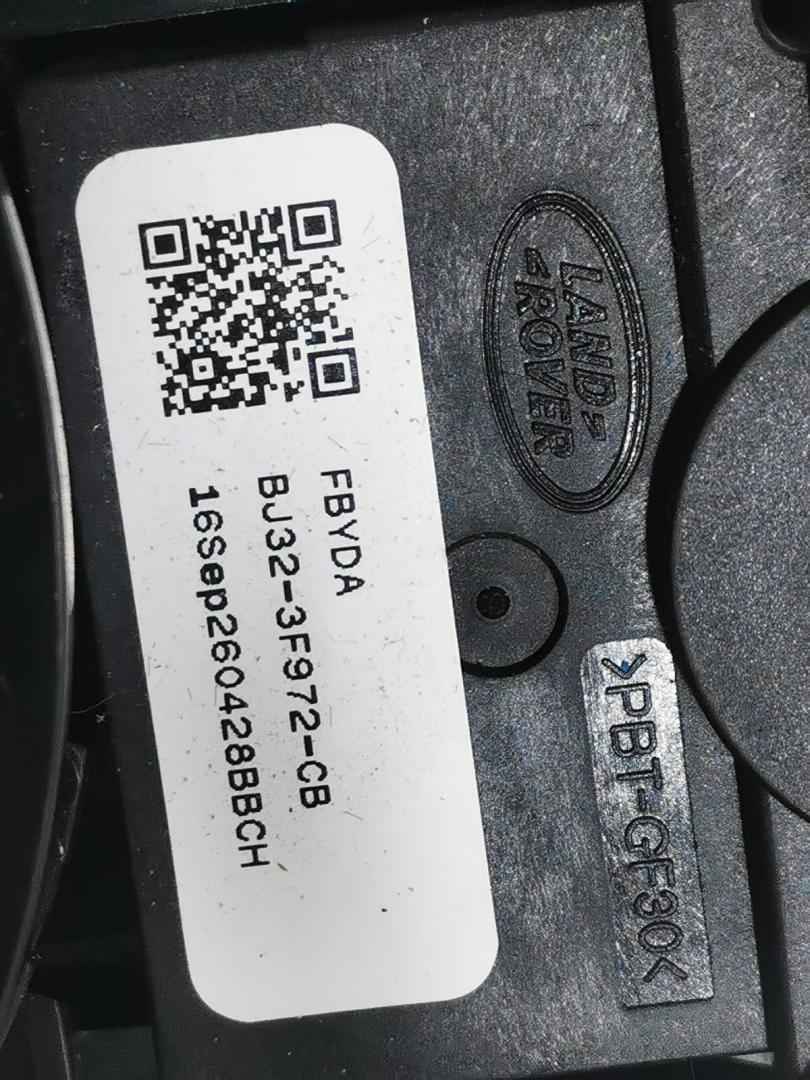 FBYDA
BJ32-3F972-CB
16Sep260428BBCH
LAND
ROVER
>PBT-GF30<